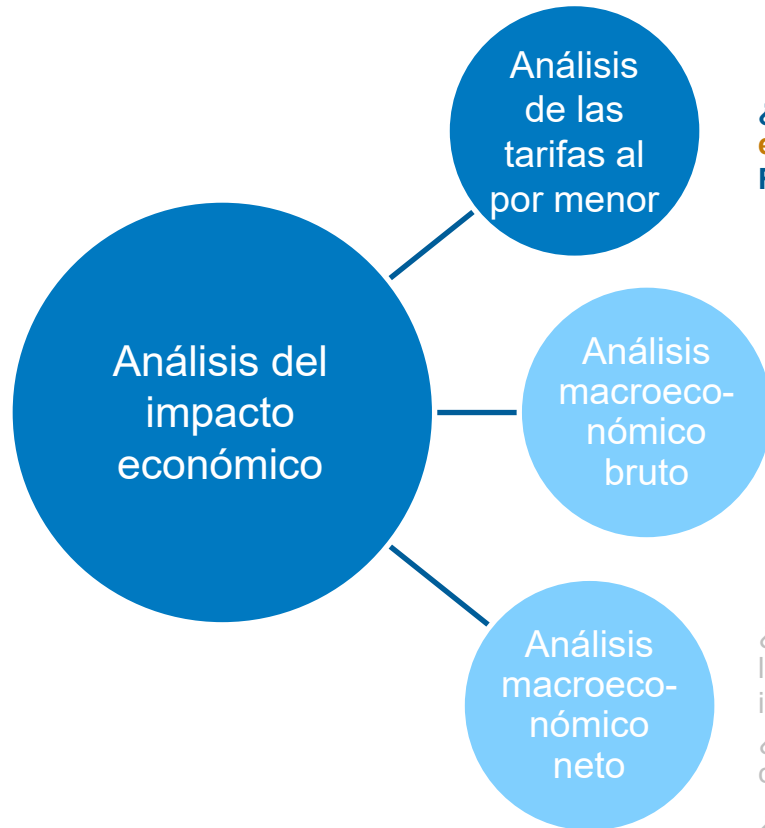 Análisis
de las
tarifas al
por menor
Análisis del
impacto
económico
Análisis
macroeco-
nómico
bruto
Análisis
macroeco-
nómico
neto